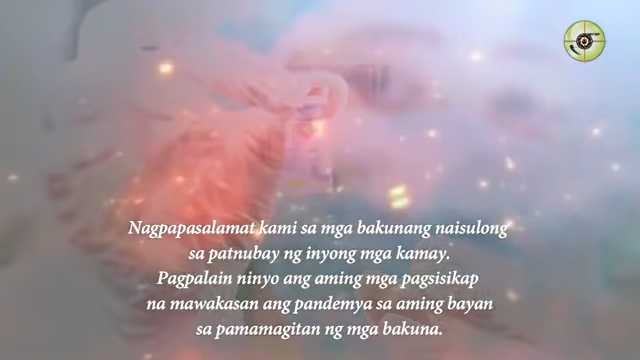 Nagpapasalamat kami sa mga bakunang naisulong
sa patnubay ng inyong mga kamay.
Pagpalain ninyo ang aming mga pagsisikap
na mawakasan ang pandemya sa aming bayan
sa pamamagitan ng mga bakuna.